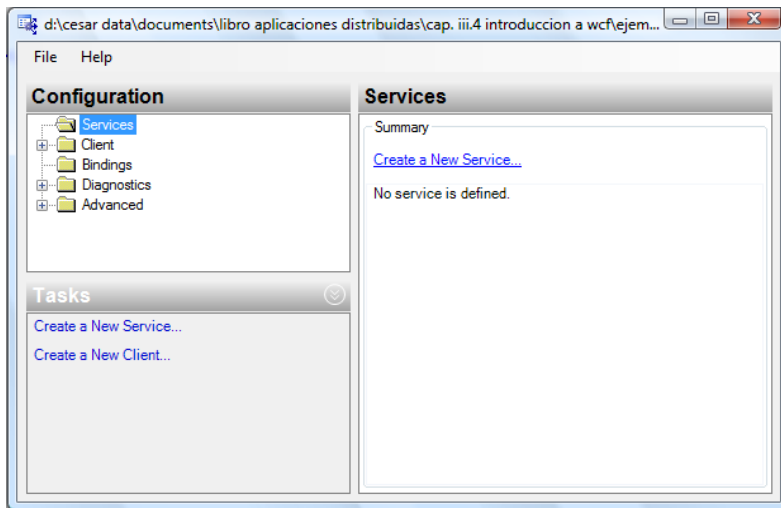 d:\cesar data\documents\libro aplicaciones distribuidas\cap. iii.4 introduccion a wcf\ejem...
File Help
Configuration
Services
Client
Bindings
Diagnostics
Advanced
Tasks
Create a New Service...
Create a New Client...
Services
Summary
Create a New Service...
No service is defined.